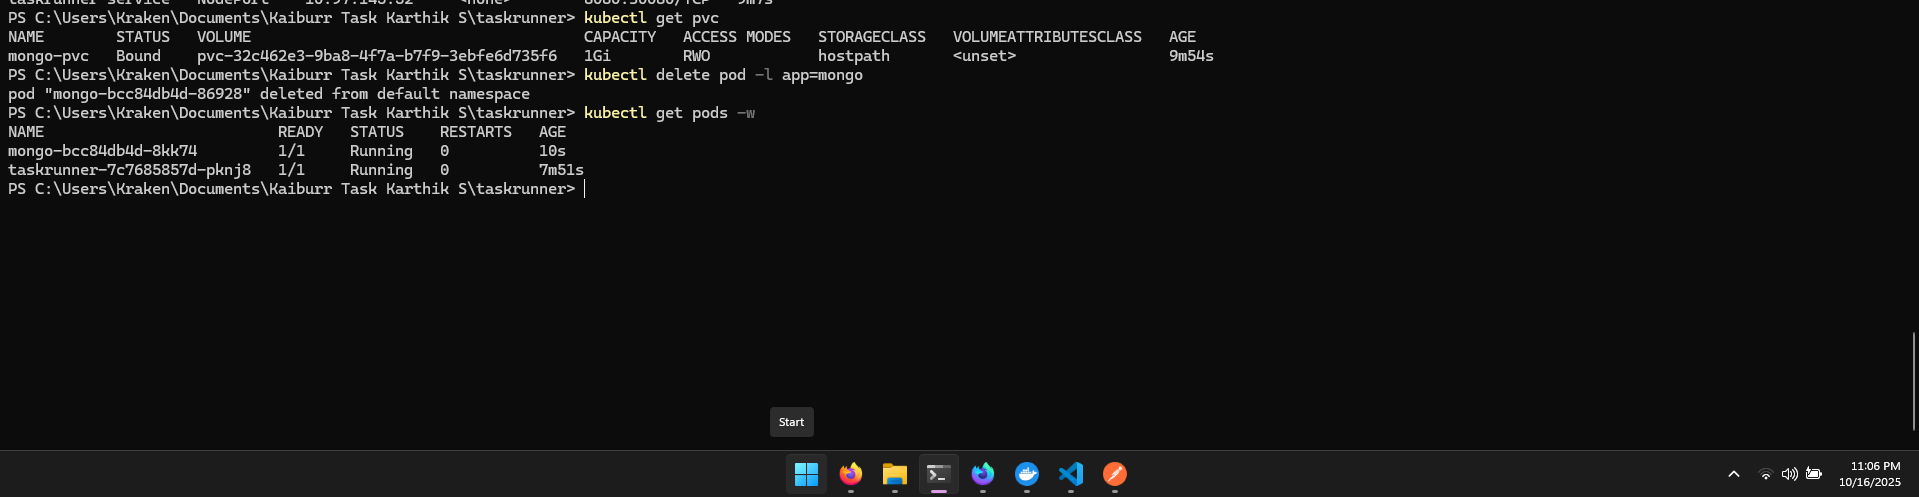 taskrunner-service   NodePort    10.97.143.52     <none>        8080:30080/TCP   9m7s
PS C:\Users\Kraken\Documents\Kaiburr Task Karthik S\taskrunner> kubectl get pvc
NAME        STATUS   VOLUME                                     CAPACITY   ACCESS MODES   STORAGECLASS   VOLUMEATTRIBUTESCLASS   AGE
mongo-pvc   Bound    pvc-32c462e3-9ba8-4f7a-b7f9-3ebfe6d735f6   1Gi        RWO            hostpath       <unset>                 9m54s
PS C:\Users\Kraken\Documents\Kaiburr Task Karthik S\taskrunner> kubectl delete pod -l app=mongo
pod "mongo-bcc84db4d-86928" deleted from default namespace
PS C:\Users\Kraken\Documents\Kaiburr Task Karthik S\taskrunner> kubectl get pods -w
NAME                          READY   STATUS    RESTARTS   AGE
mongo-bcc84db4d-8kk74         1/1     Running   0          10s
taskrunner-7c7685857d-pknj8   1/1     Running   0          7m51s
PS C:\Users\Kraken\Documents\Kaiburr Task Karthik S\taskrunner>
Start
11:06 PM
10/16/2025